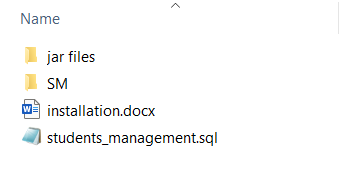 Name
jar files
SM
installation.docx
students_management.sql